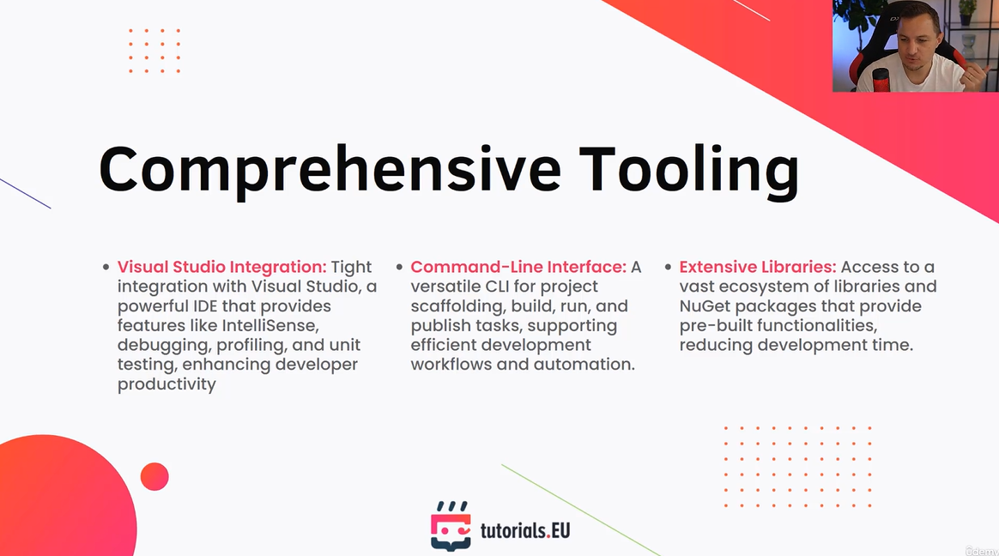 Comprehensive Tooling
Visual Studio Integration: Tight
integration with Visual Studio, a
powerful IDE that provides
features like IntelliSense,
debugging, profiling, and unit
testing, enhancing developer
productivity
Command-Line Interface: A
versatile CLI for project
scaffolding, build, run, and
publish tasks, supporting
efficient development
workflows and automation.
Extensive Libraries: Access to a
vast ecosystem of libraries and
NuGet packages that provide
pre-built functionalities,
reducing development time.
tutorials.EU
ûdemy